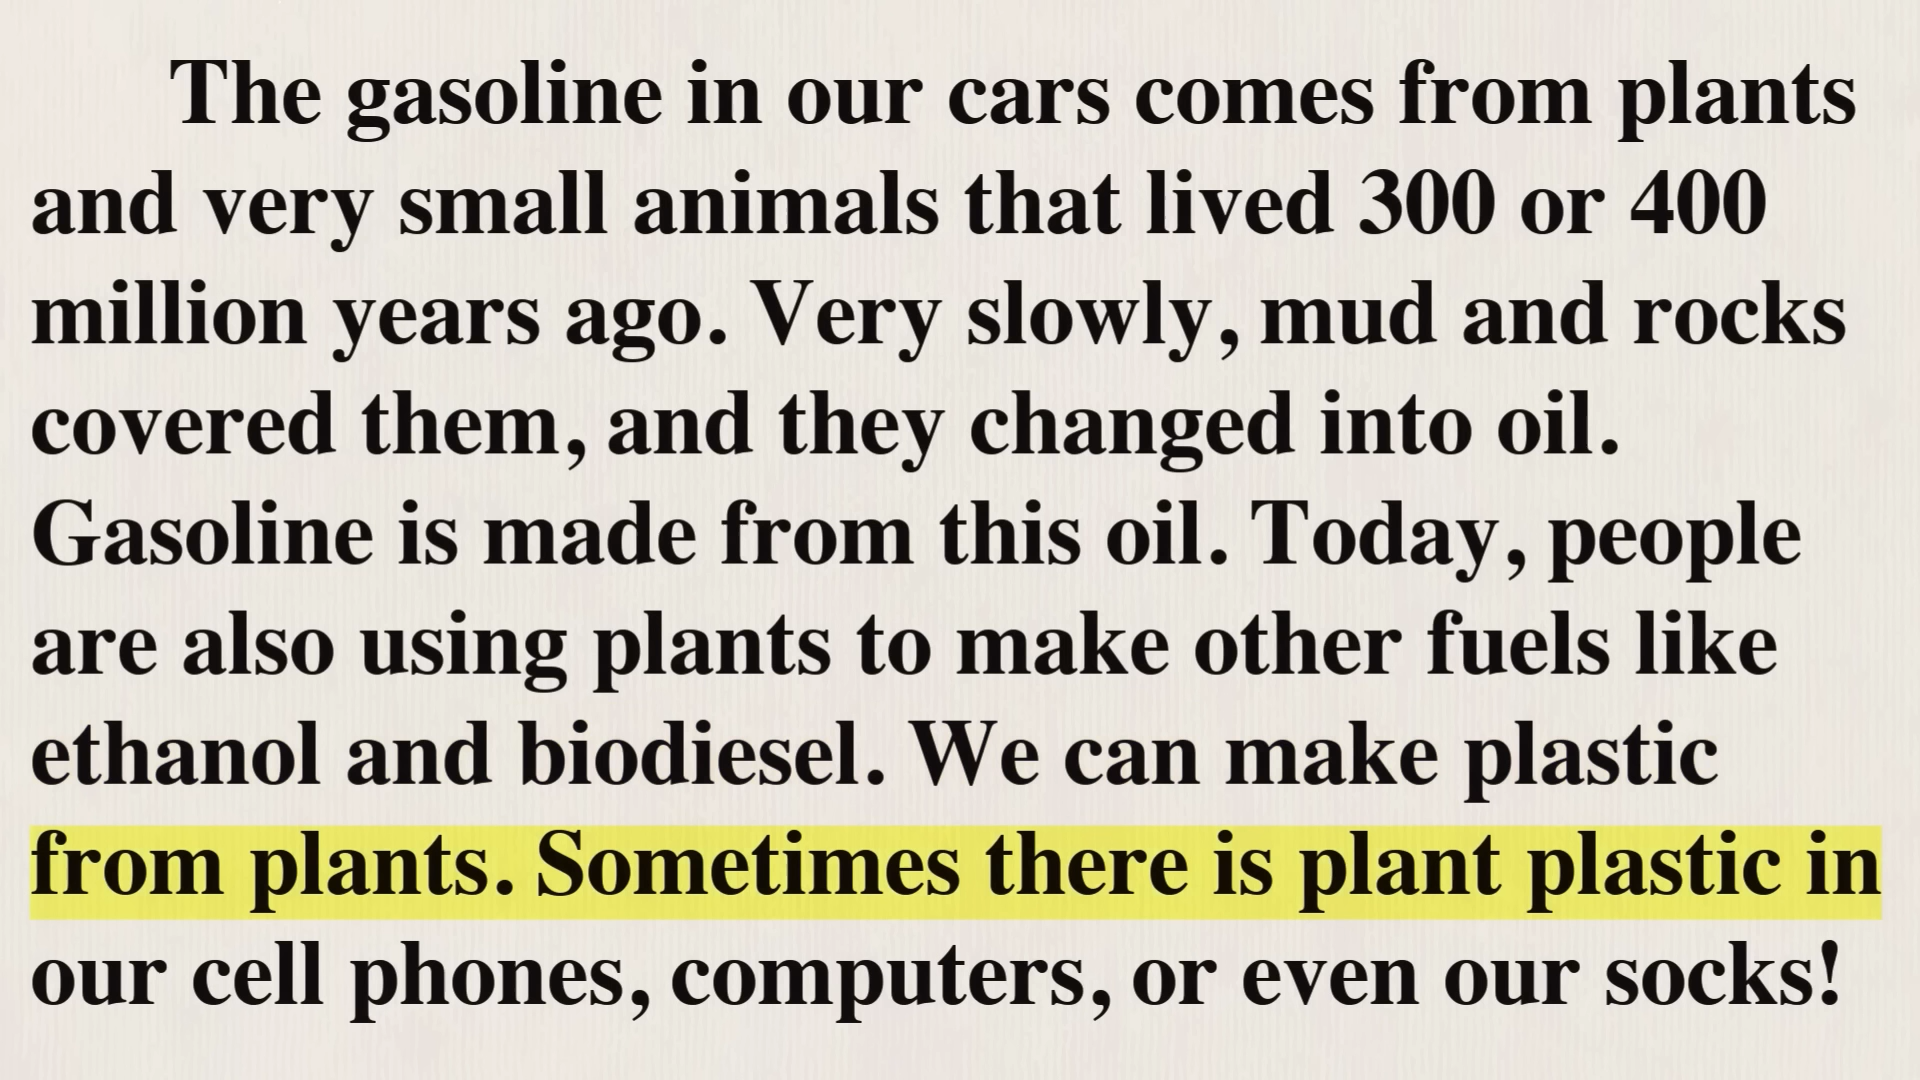 The gasoline in our cars comes from plants
and very small animals that lived 300 or 400
million years ago. Very slowly, mud and rocks
covered them, and they changed into oil.
Gasoline is made from this oil. Today, people
are also using plants to make other fuels like
ethanol and biodiesel. We can make plastic
from plants. Sometimes there is plant plastic in
our cell phones, computers, or even our socks!